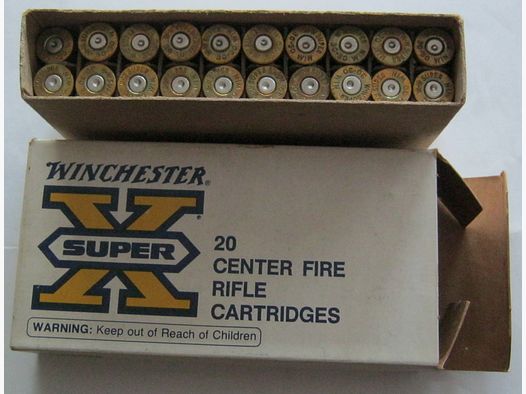 WINCHESTER®
X
SUPER
20
CENTER FIRE
RIFLE
CARTRIDGES
WARNING: Keep out of Reach of Children